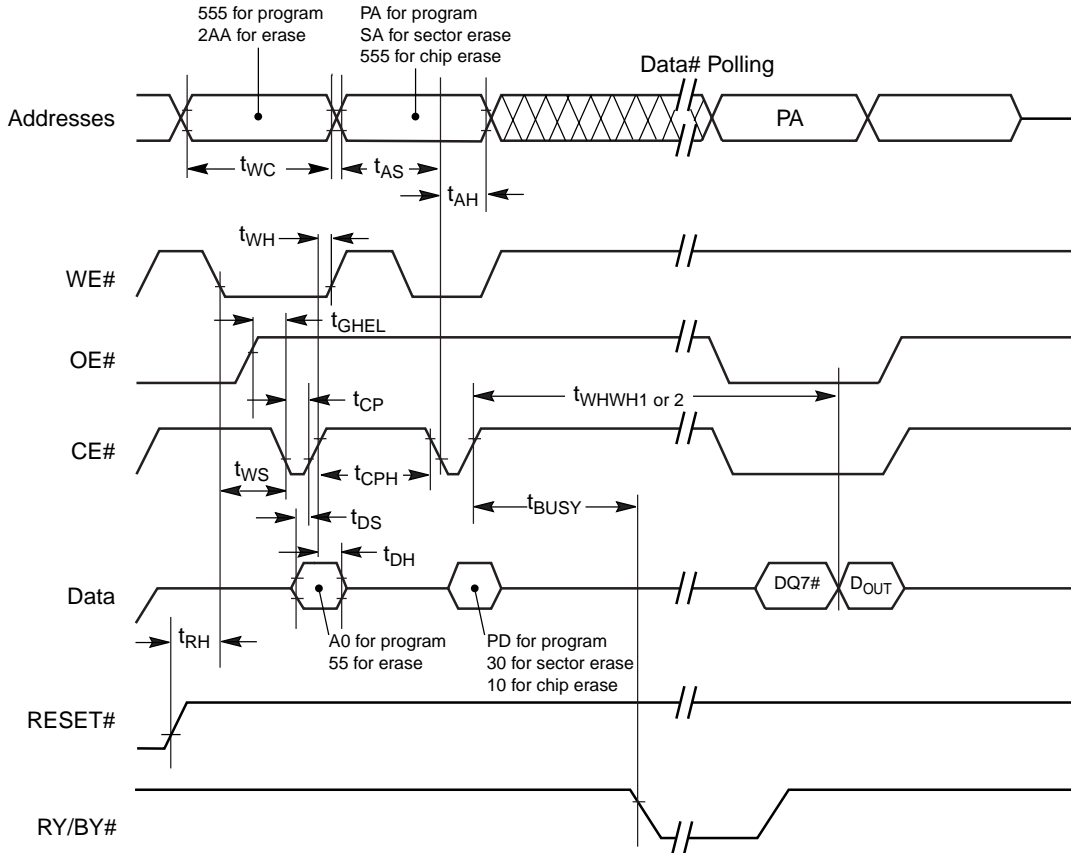 555 for program
2AA for erase
PA for program
SA for sector erase
555 for chip erase
Data# Polling
Addresses
PA
tWC
tAS
tAH
tWH
WE#
tGHEL
OE#
tWHWH1 or 2
tCP
CE#
tWS
tCPH
tBUSY
tDS
tDH
Data
DQ7#
DOUT
tRH
A0 for program
55 for erase
PD for program
30 for sector erase
10 for chip erase
RESET#
RY/BY#